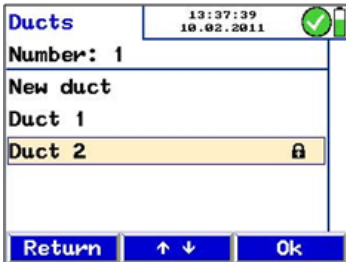 Ducts
13:37:39
10.02.2011
Number: 1
New duct
Duct 1
Duct 2
Return ↑ ↓ Ok